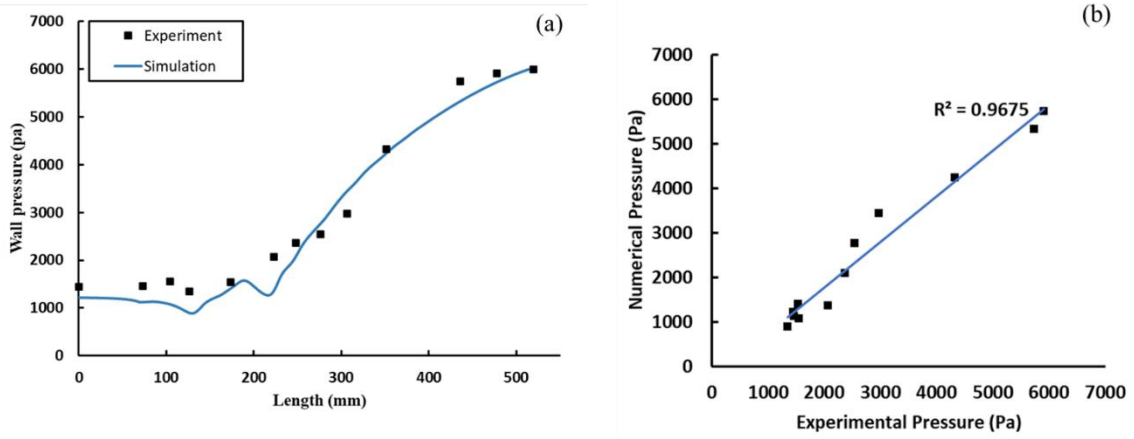 (a)
7000
6000
5000
4000
3000
2000
1000
0
Wall pressure (pa)
Experiment
Simulation
0 100 200 300 400 500
Length (mm)
(b)
7000
6000
5000
4000
3000
2000
1000
0
Numerical Pressure (Pa)
R² = 0.9675
0 1000 2000 3000 4000 5000 6000 7000
Experimental Pressure (Pa)